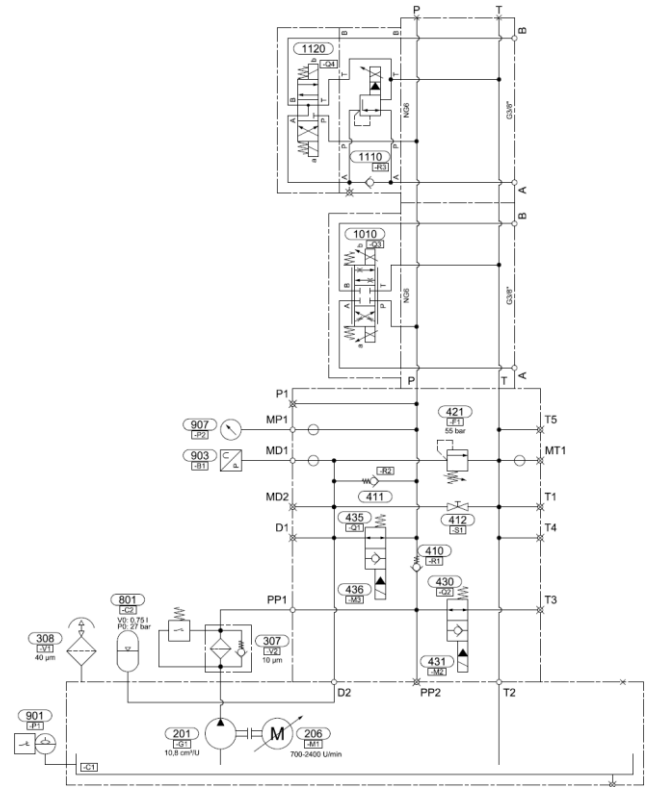 P T
B
B B
1120
b -Q4
B T T
A P
NG6
G3/8"
a
1110
-R3
P P
A A
A
B
1010
b -Q3
B T
A P
NG6
G3/8"
a
A
P T
P1
421
-F1
55 bar
907
-P2
MP1
T5
903
-B1
P
MD1
MT1
-R2
411
MD2
T1
435
-Q1
412
-S1
D1
T4
410
-R1
436
-M3
430
-Q2
801
-C2
V0: 0,75 l
P0: 27 bar
PP1
T3
308
-V1
40 µm
307
-V2
10 µm
431
-M2
D2 PP2 T2
901
-P1
201
-G1
10,8 cm³/U
M
206
-M1
700-2400 U/min
-C1